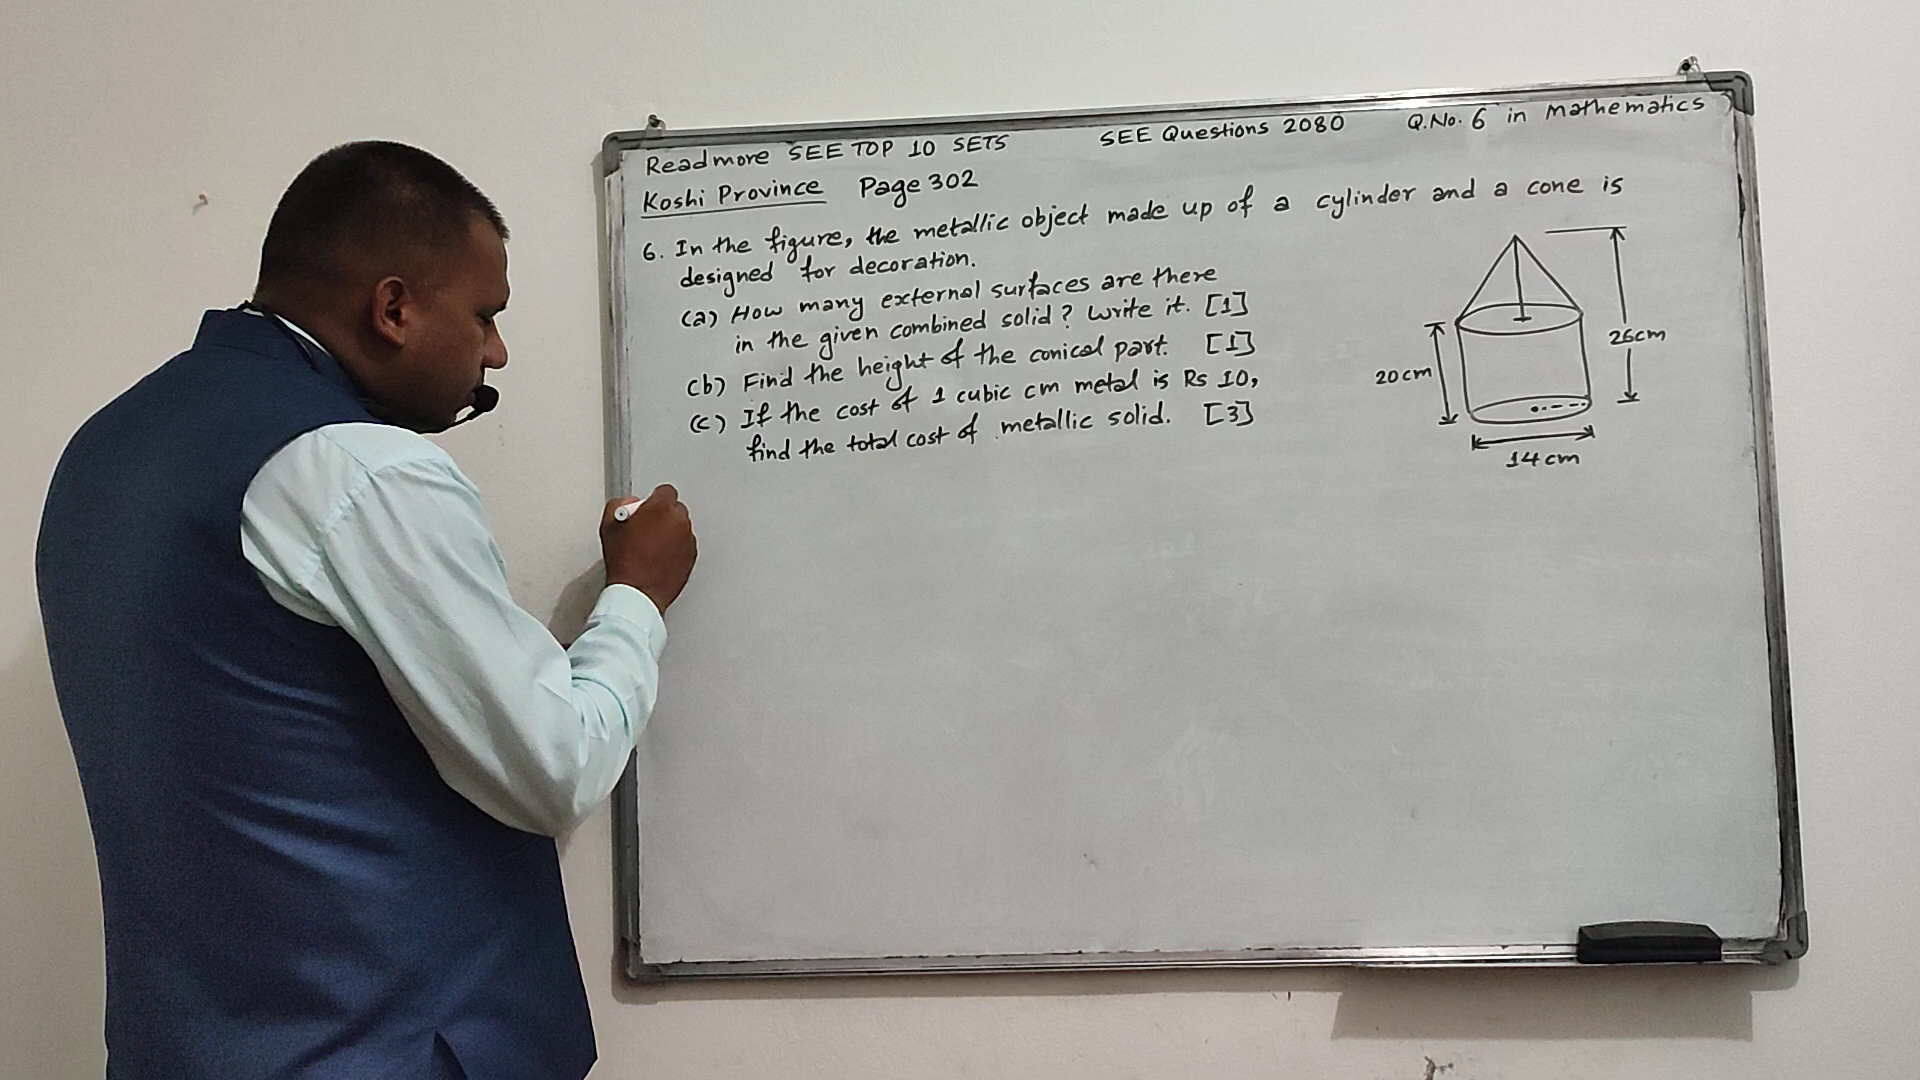 Readmore SEE TOP 10 SETS SEE Questions 2080 Q.No. 6 in Mathematics
Koshi Province Page 302
6. In the figure, the metallic object made up of a cylinder and a cone is
designed for decoration.
(a) How many external surfaces are there
in the given combined solid? Write it. [1]
(b) Find the height of the conical part. [1]
(c) If the cost of 1 cubic cm metal is Rs 10,
find the total cost of metallic solid. [3]
26cm
20cm
14cm